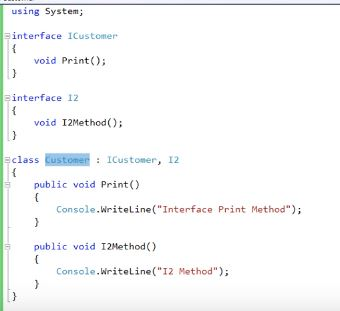 using System;
interface ICustomer
{
void Print();
}
interface I2
{
void I2Method();
}
class Customer : ICustomer, I2
{
public void Print()
{
Console.WriteLine("Interface Print Method");
}
public void I2Method()
{
Console.WriteLine("I2 Method");
}
}